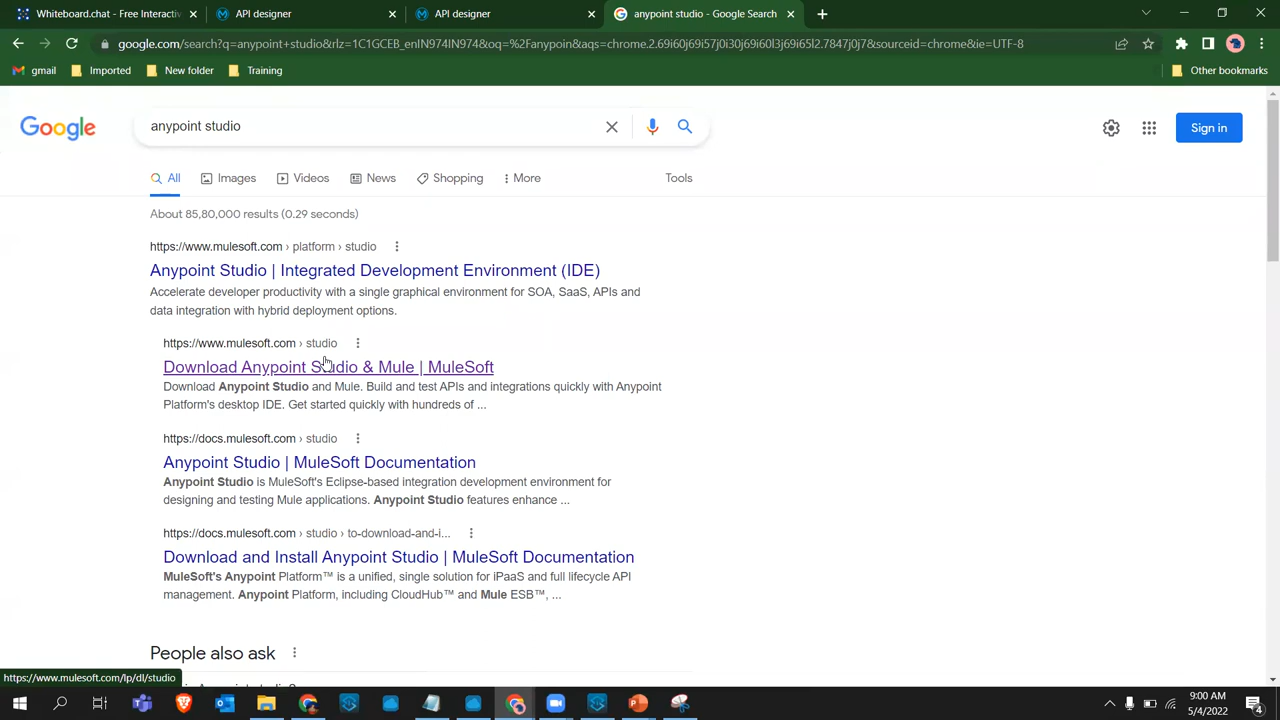 Whiteboard.chat - Free Interactiv
API designer
API designer
anypoint studio - Google Search
google.com/search?q=anypoint+studio&rlz=1C1GCEB_enIN974IN974&oq=%2Fanypoin&aqs=chrome.2.69i60j69i57j0i30j69i60l3j69i65l2.7847j0j7&sourceid=chrome&ie=UTF-8
gmail
Imported
New folder
Training
Other bookmarks
Google
anypoint studio
Sign in
All
Images
Videos
News
Shopping
More
Tools
About 85,80,000 results (0.29 seconds)
https://www.mulesoft.com › platform › studio
Anypoint Studio | Integrated Development Environment (IDE)
Accelerate developer productivity with a single graphical environment for SOA, SaaS, APIs and
data integration with hybrid deployment options.
https://www.mulesoft.com › studio
Download Anypoint Studio & Mule | MuleSoft
Download Anypoint Studio and Mule. Build and test APIs and integrations quickly with Anypoint
Platform's desktop IDE. Get started quickly with hundreds of ...
https://docs.mulesoft.com › studio
Anypoint Studio | MuleSoft Documentation
Anypoint Studio is MuleSoft's Eclipse-based integration development environment for
designing and testing Mule applications. Anypoint Studio features enhance ...
https://docs.mulesoft.com › studio › to-download-and-i...
Download and Install Anypoint Studio | MuleSoft Documentation
MuleSoft's Anypoint Platform™ is a unified, single solution for iPaaS and full lifecycle API
management. Anypoint Platform, including CloudHub™ and Mule ESB™, ...
People also ask
https://www.mulesoft.com/lp/dl/studio
9:00 AM
5/4/2022
4